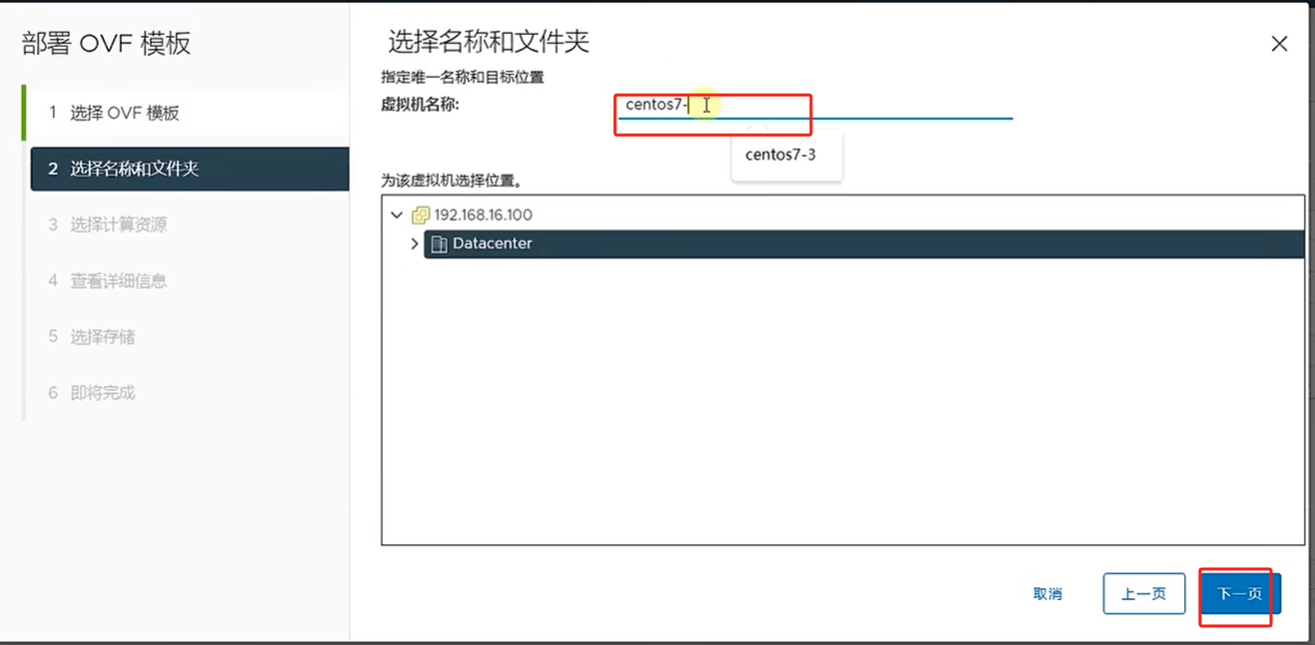 部署 OVF 模板
1 选择 OVF 模板
2 选择名称和文件夹
3 选择计算资源
4 查看详细信息
5 选择存储
6 即将完成
选择名称和文件夹
指定唯一名称和目标位置
虚拟机名称:
centos7-
centos7-3
为该虚拟机选择位置。
192.168.16.100
Datacenter
取消
上一页
下一页